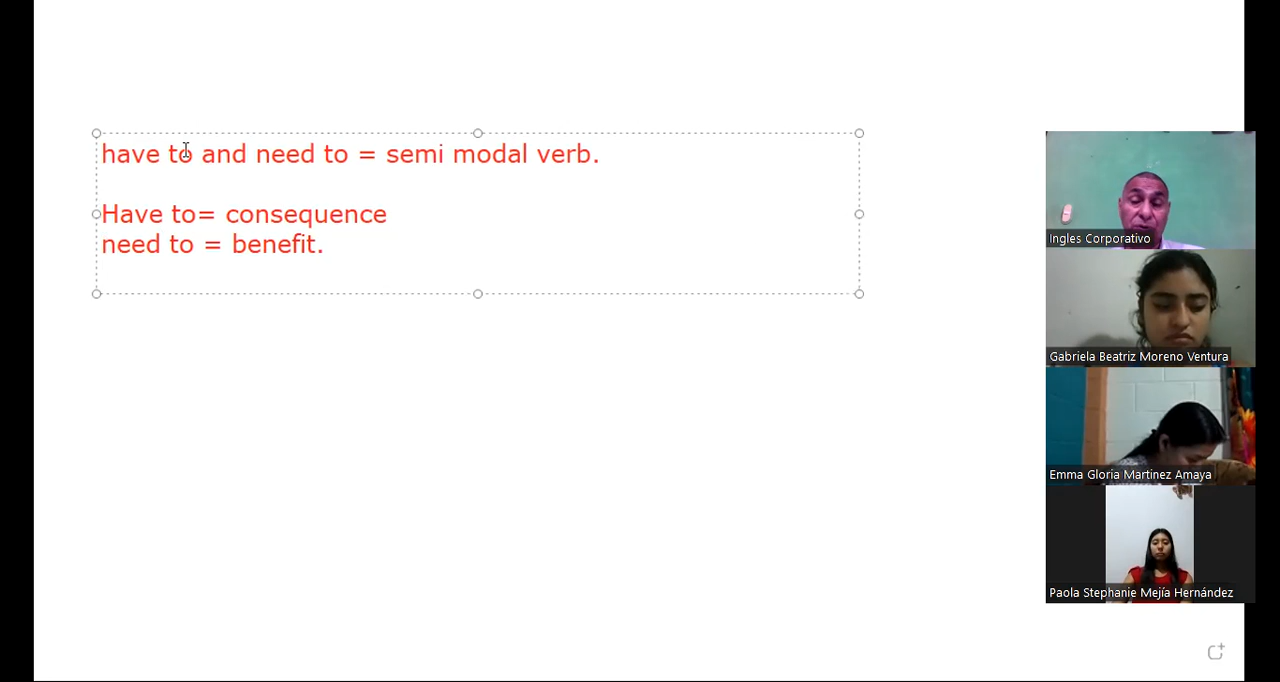 have to and need to = semi modal verb.
Have to= consequence
need to = benefit.
Ingles Corporativo
Gabriela Beatriz Moreno Ventura
Emma Gloria Martinez Amaya
Paola Stephanie Mejía Hernández